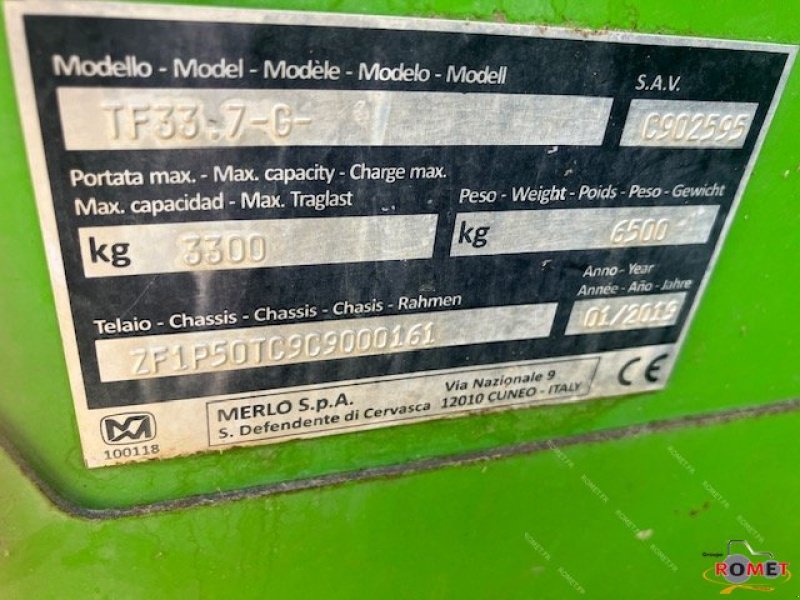 Modello - Model - Modèle - Modelo - Modell
S.A.V.
TF33.7-G-
C902595
Portata max. - Max. capacity - Charge max.
Max. capacidad - Max. Traglast
Peso - Weight - Poids - Peso - Gewicht
kg 3300
kg 6500
Anno - Year
Année - Año - Jahre
Telaio - Chassis - Chassis - Chasis - Rahmen
01/2019
ZF1P50TC9C9000161
MERLO S.p.A.
S. Defendente di Cervasca
Via Nazionale 9
12010 CUNEO - ITALY
CE
100118
Groupe
ROMET